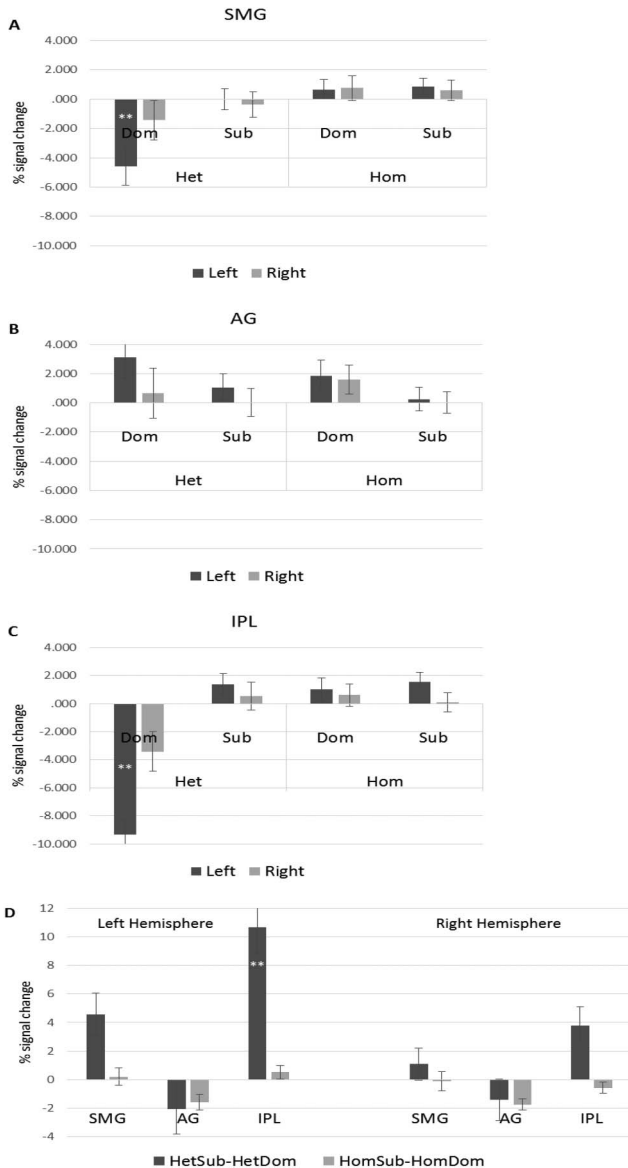 A
SMG
4.000
2.000
.000
-2.000
-4.000
-6.000
-8.000
-10.000
% signal change
**
Dom Sub Dom Sub
Het Hom
Left Right
B
AG
4.000
2.000
.000
-2.000
-4.000
-6.000
-8.000
-10.000
% signal change
Dom Sub Dom Sub
Het Hom
Left Right
C
IPL
4.000
2.000
.000
-2.000
-4.000
-6.000
-8.000
-10.000
% signal change
Dom Sub Dom Sub
**
Het Hom
Left Right
D
12
10
8
6
4
2
0
-2
-4
% signal change
Left Hemisphere Right Hemisphere
**
SMG AG IPL SMG AG IPL
HetSub-HetDom HomSub-HomDom